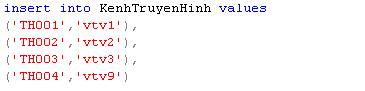 insert into KenhTruyenHinh values
('TH001','vtv1'),
('TH002','vtv2'),
('TH003','vtv3'),
('TH004','vtv9')